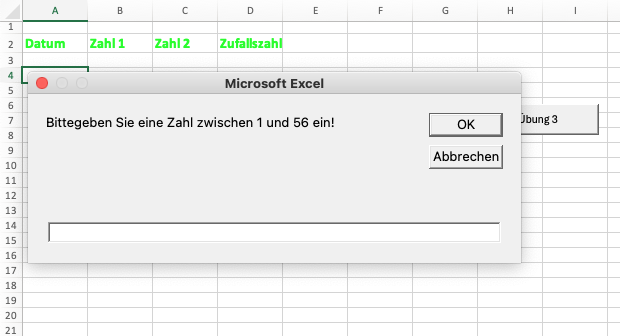 A B C D E F G H I
1
2 Datum Zahl 1 Zahl 2 Zufallszahl
3
4
Microsoft Excel
5
6
Bittegeben Sie eine Zahl zwischen 1 und 56 ein!
OK
7 Übung 3
8
9
Abbrechen
10
11
12
13
14
15
16
17
18
19
20
21